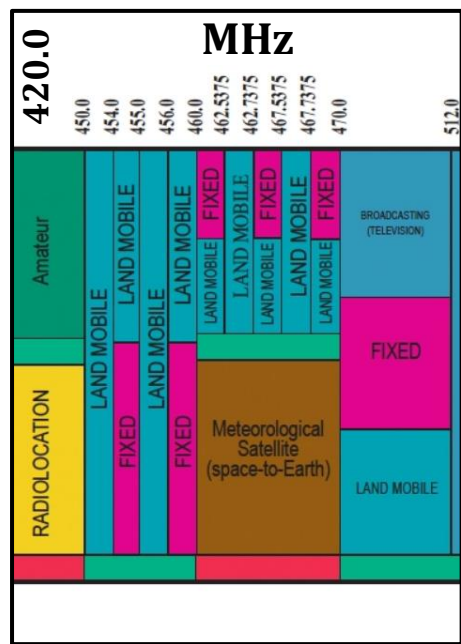 MHz
420.0
450.0
454.0
455.0
456.0
460.0
462.5375
462.7375
467.5375
467.7375
470.0
512.0
Amateur
RADIOLOCATION
LAND MOBILE
LAND MOBILE
FIXED
LAND MOBILE
LAND MOBILE
FIXED
FIXED
LAND MOBILE
LAND MOBILE
FIXED
LAND MOBILE
LAND MOBILE
FIXED
LAND MOBILE
Meteorological
Satellite
(space-to-Earth)
BROADCASTING
(TELEVISION)
FIXED
LAND MOBILE